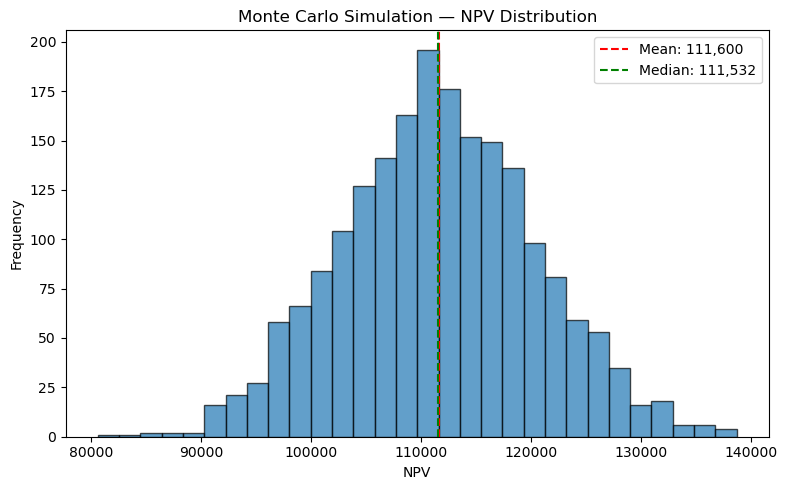 Monte Carlo Simulation — NPV Distribution
Mean: 111,600
Median: 111,532
Frequency
200
175
150
125
100
75
50
25
0
80000 90000 100000 110000 120000 130000 140000
NPV